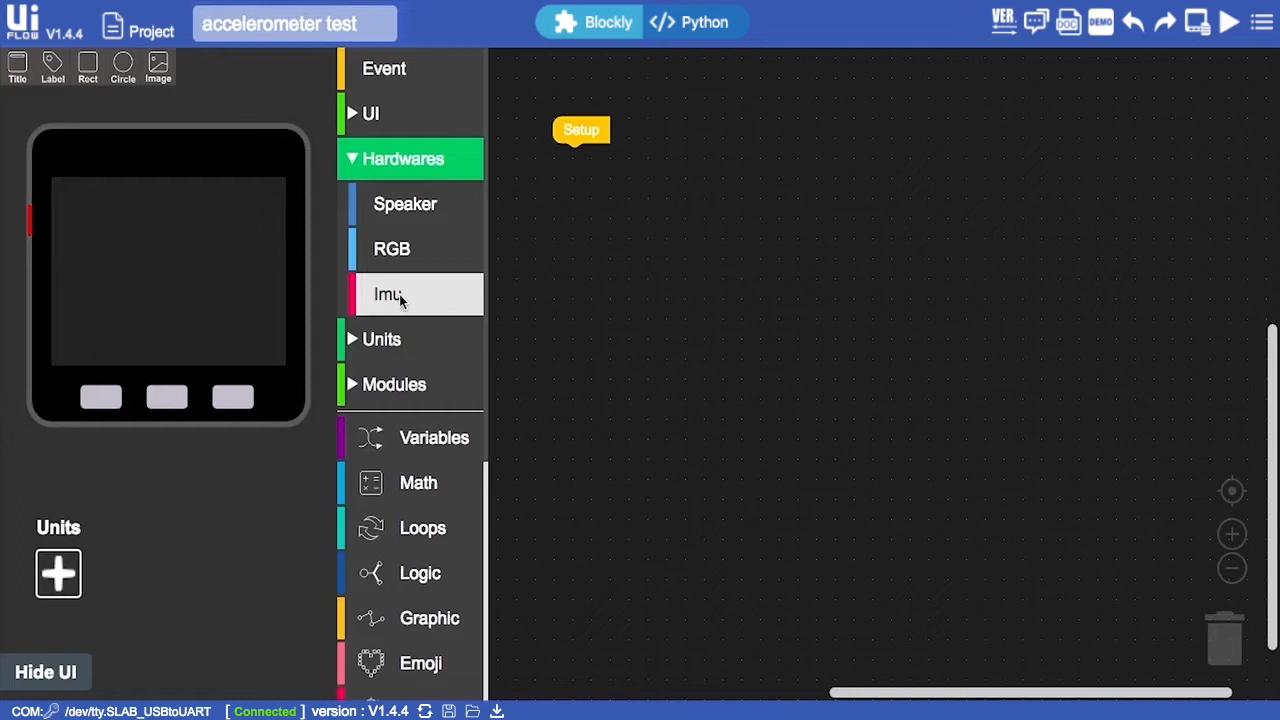 Ui
FLOW V1.4.4
Project
accelerometer test
Blockly
</> Python
VER
DOC
DEMO
Title
Label
Rect
Circle
Image
Event
UI
Hardwares
Speaker
RGB
Imu
Units
Modules
Variables
Math
Loops
Logic
Graphic
Emoji
Setup
Units
Hide UI
COM: /dev/tty.SLAB_USBtoUART [ Connected ] version : V1.4.4